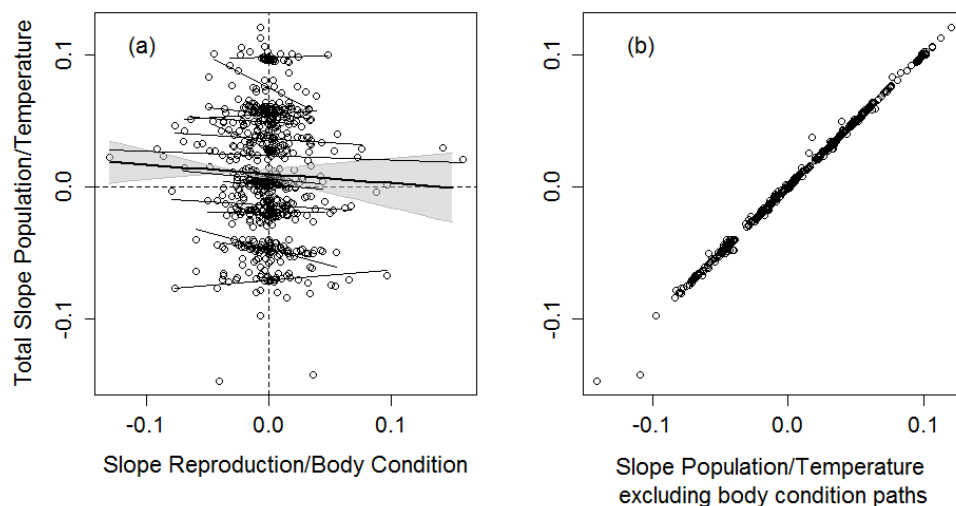 (a)
(b)
Total Slope Population/Temperature
0.1
0.0
-0.1
0.1
0.0
-0.1
-0.1 0.0 0.1
-0.1 0.0 0.1
Slope Reproduction/Body Condition
Slope Population/Temperature
excluding body condition paths